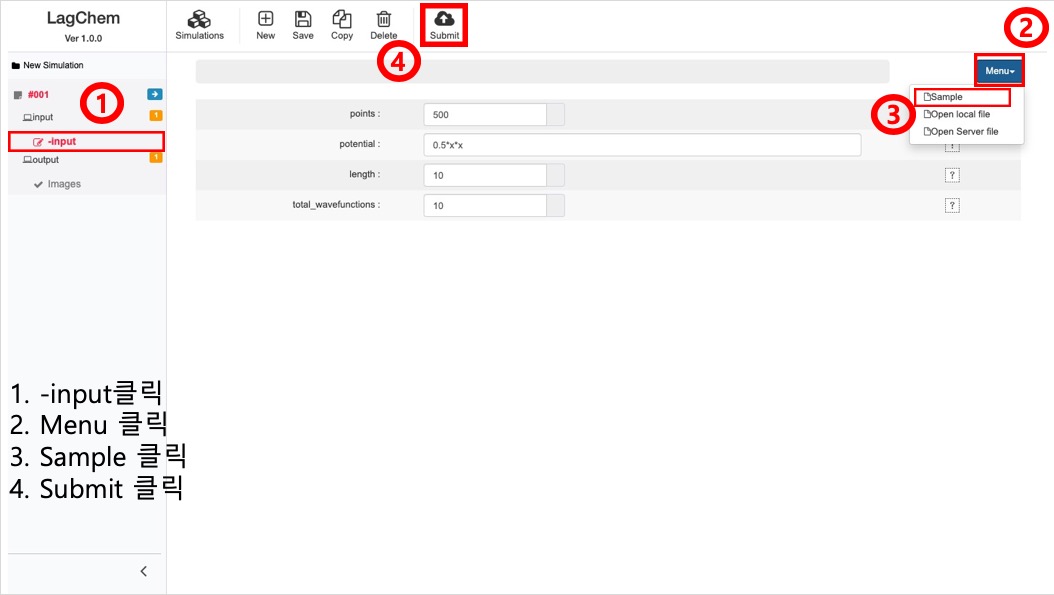 LagChem
Ver 1.0.0
Simulations
New
Save
Copy
Delete
Submit
2
4
New Simulation
Menu
#001
1
3
Sample
input
1
points :
500
Open local file
-input
potential :
0.5*x*x
Open Server file
output
1
length :
10
?
Images
total_wavefunctions :
10
?
1. -input클릭
2. Menu 클릭
3. Sample 클릭
4. Submit 클릭